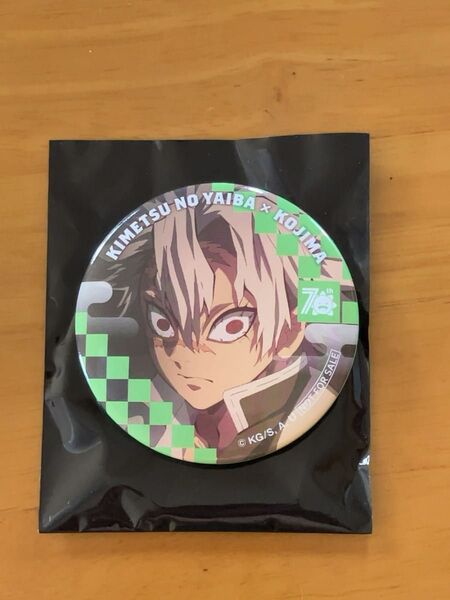 KIMETSU NO YAIBA × KOJIMA
70th
© KG/S, A, U [NOT FOR SALE]